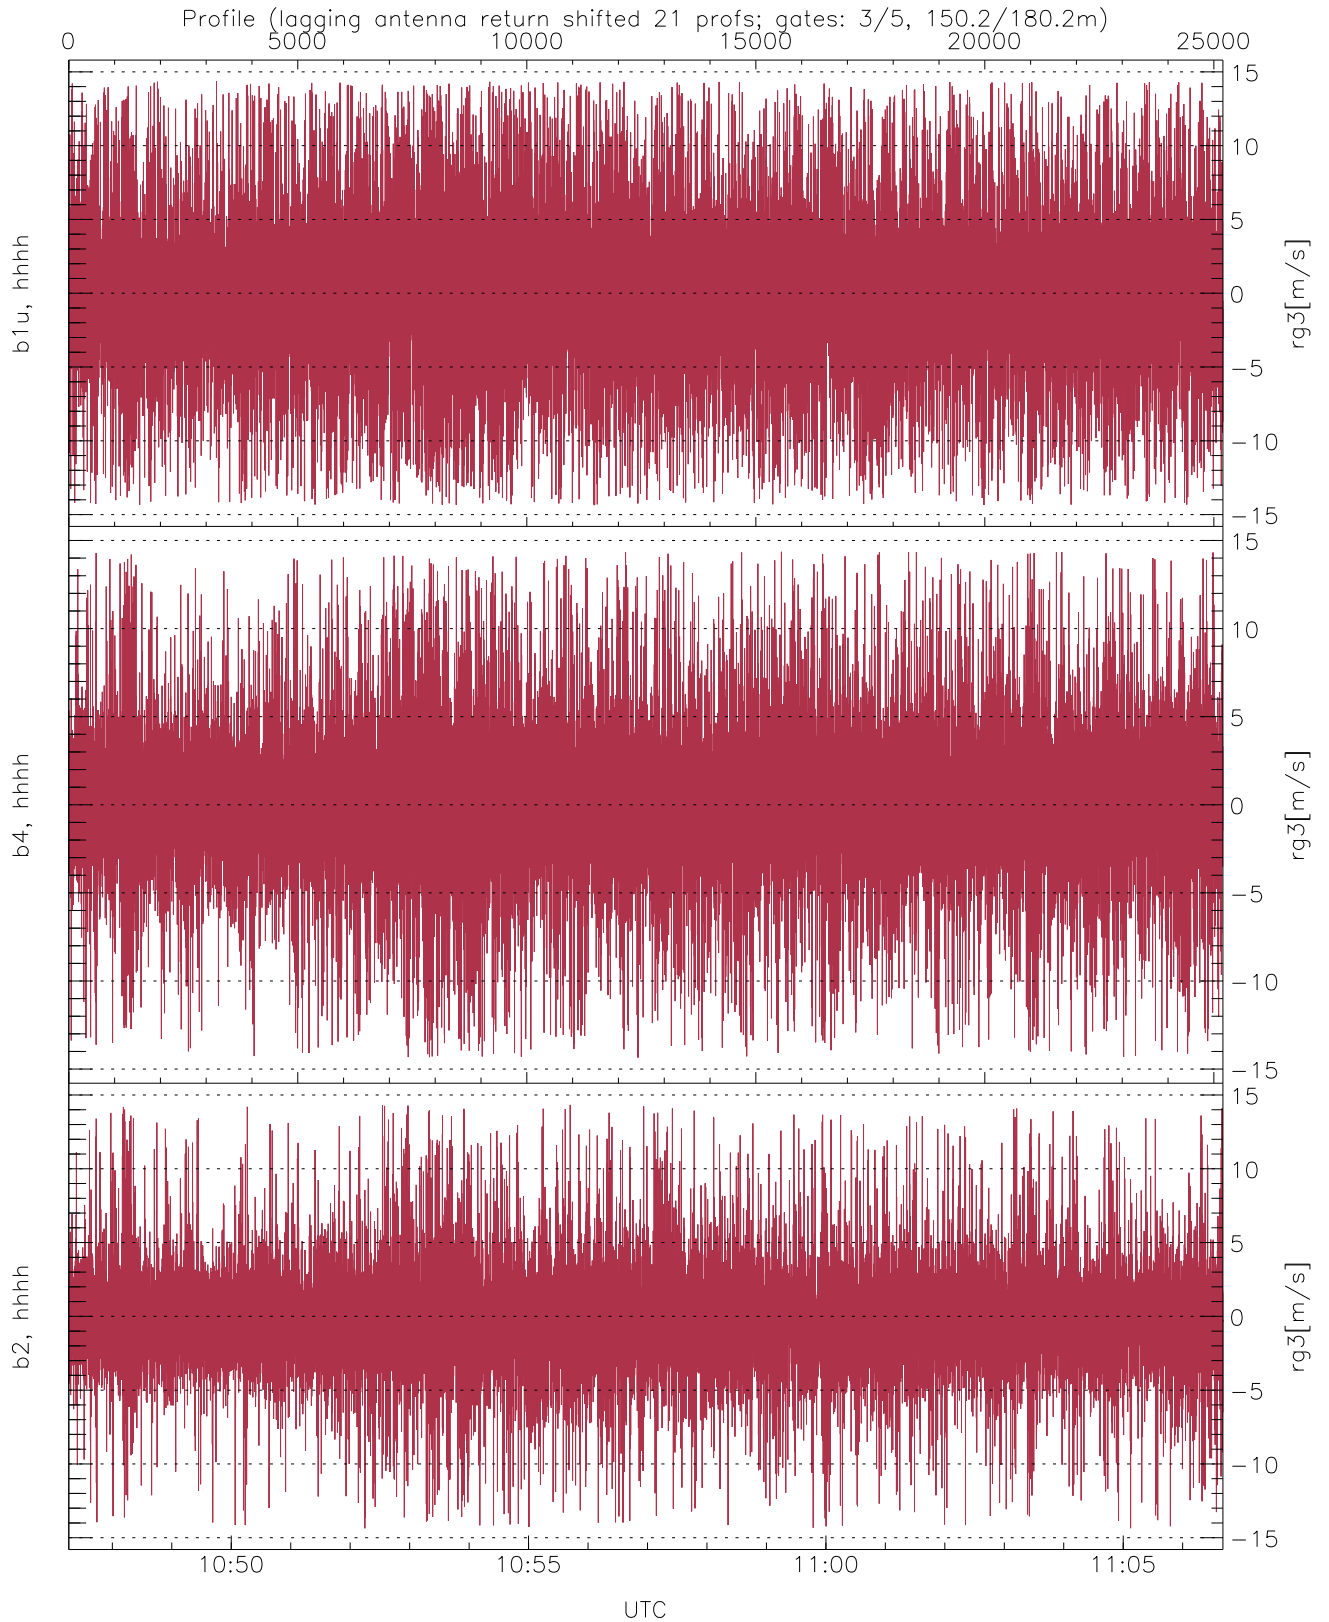 Profile (lagging antenna return shifted 21 profs; gates: 3/5, 150.2/180.2m)
0 5000 10000 15000 20000 25000
15
10
5
0
−5
−10
−15
b1u, hhhh
rg3[m/s]
15
10
5
0
−5
−10
−15
b4, hhhh
rg3[m/s]
15
10
5
0
−5
−10
−15
b2, hhhh
rg3[m/s]
10:50 10:55 11:00 11:05
UTC